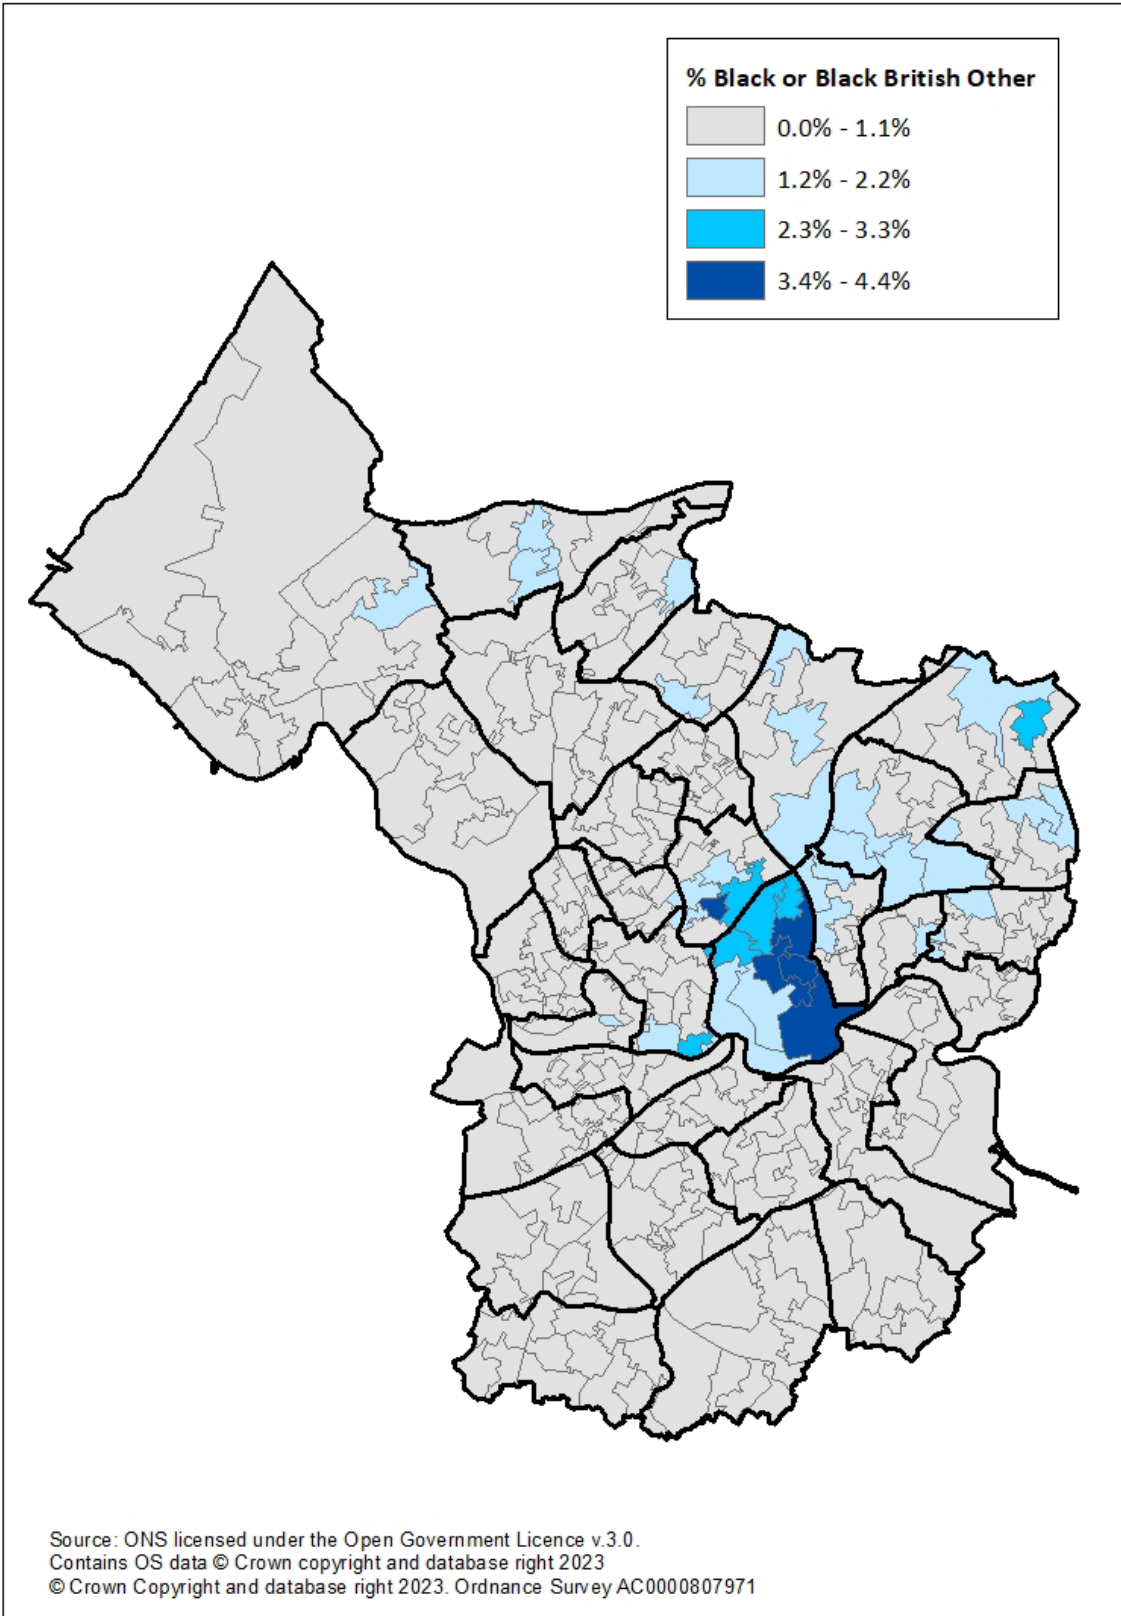 % Black or Black British Other
0.0% - 1.1%
1.2% - 2.2%
2.3% - 3.3%
3.4% - 4.4%
Source: ONS licensed under the Open Government Licence v.3.0.
Contains OS data © Crown copyright and database right 2023
© Crown Copyright and database right 2023. Ordnance Survey AC0000807971